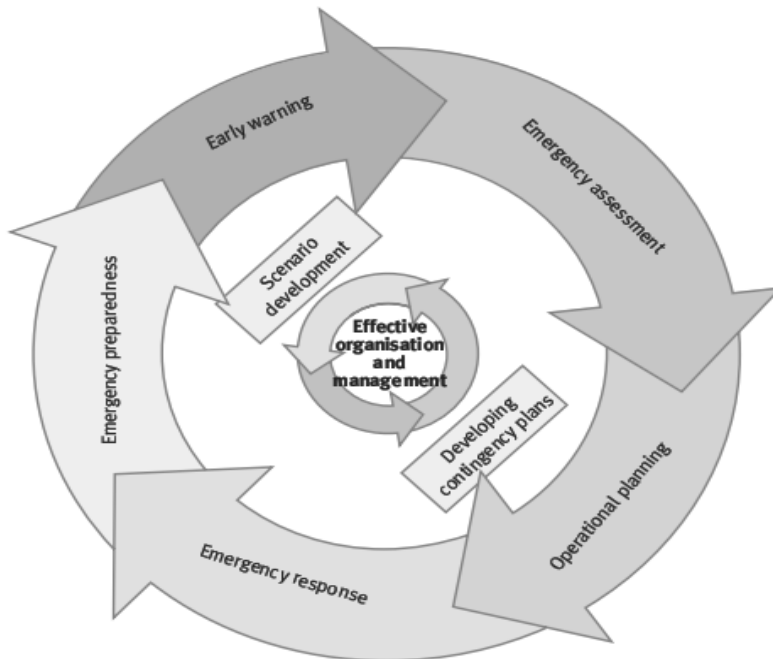 Early warning
Emergency assessment
Scenario
development
Emergency preparedness
Effective
organisation
and
management
Developing
contingency plans
Operational planning
Emergency response